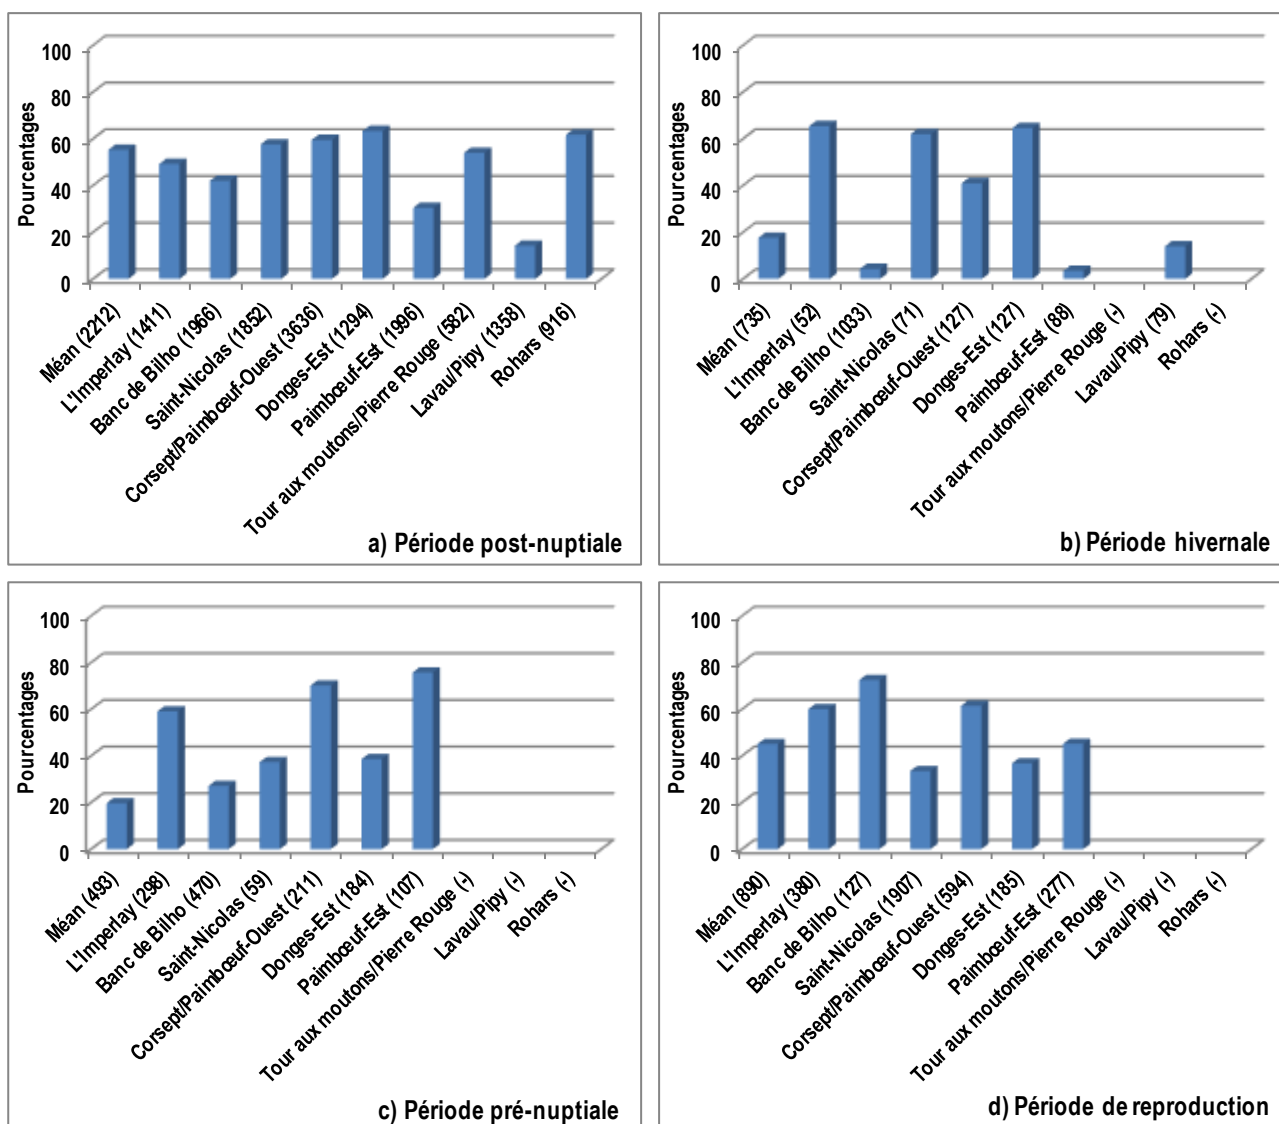 Pourcentages
100
80
60
40
20
0
Méan (2212)
L'Imperlay (1411)
Banc de Bilho (1966)
Saint-Nicolas (1852)
Corsept/Paimbœuf-Ouest (3636)
Donges-Est (1294)
Paimbœuf-Est (1996)
Tour aux moutons/Pierre Rouge (582)
Lavau/Pipy (1358)
Rohars (916)
a) Période post-nuptiale
Pourcentages
100
80
60
40
20
0
Méan (735)
L'Imperlay (52)
Banc de Bilho (1033)
Saint-Nicolas (71)
Corsept/Paimbœuf-Ouest (127)
Donges-Est (127)
Paimbœuf-Est (88)
Tour aux moutons/Pierre Rouge (-)
Lavau/Pipy (79)
Rohars (-)
b) Période hivernale
Pourcentages
100
80
60
40
20
0
Méan (493)
L'Imperlay (298)
Banc de Bilho (470)
Saint-Nicolas (59)
Corsept/Paimbœuf-Ouest (211)
Donges-Est (184)
Paimbœuf-Est (107)
Tour aux moutons/Pierre Rouge (-)
Lavau/Pipy (-)
Rohars (-)
c) Période pré-nuptiale
Pourcentages
100
80
60
40
20
0
Méan (890)
L'Imperlay (380)
Banc de Bilho (127)
Saint-Nicolas (1907)
Corsept/Paimbœuf-Ouest (594)
Donges-Est (185)
Paimbœuf-Est (277)
Tour aux moutons/Pierre Rouge (-)
Lavau/Pipy (-)
Rohars (-)
d) Période de reproduction